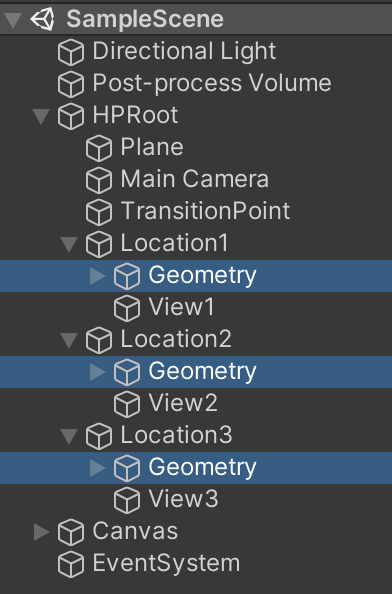 SampleScene
Directional Light
Post-process Volume
HPRoot
Plane
Main Camera
TransitionPoint
Location1
Geometry
View1
Location2
Geometry
View2
Location3
Geometry
View3
Canvas
EventSystem